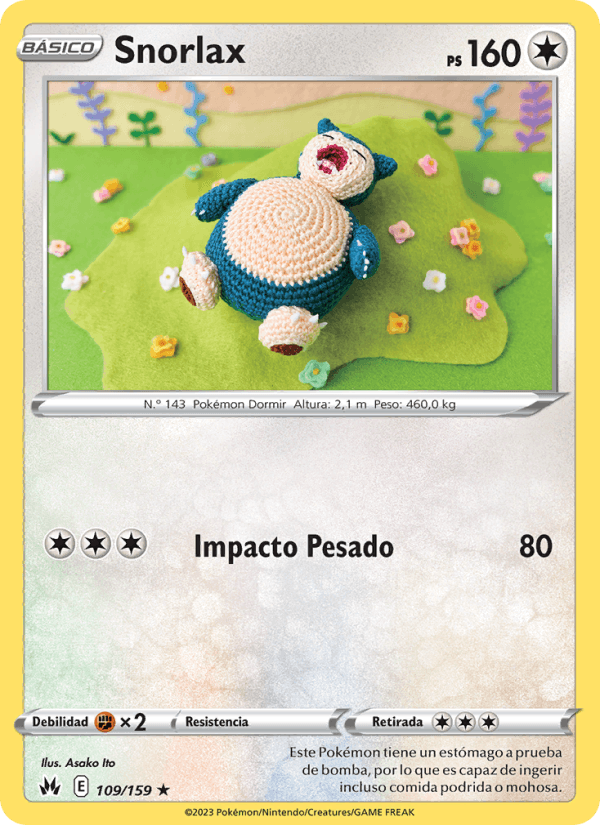 BÁSICO Snorlax PS 160
N.º 143 Pokémon Dormir Altura: 2,1 m Peso: 460,0 kg
Impacto Pesado 80
Debilidad ×2 Resistencia Retirada
Ilus. Asako Ito
E 109/159 ★
Este Pokémon tiene un estómago a prueba
de bomba, por lo que es capaz de ingerir
incluso comida podrida o mohosa.
©2023 Pokémon/Nintendo/Creatures/GAME FREAK